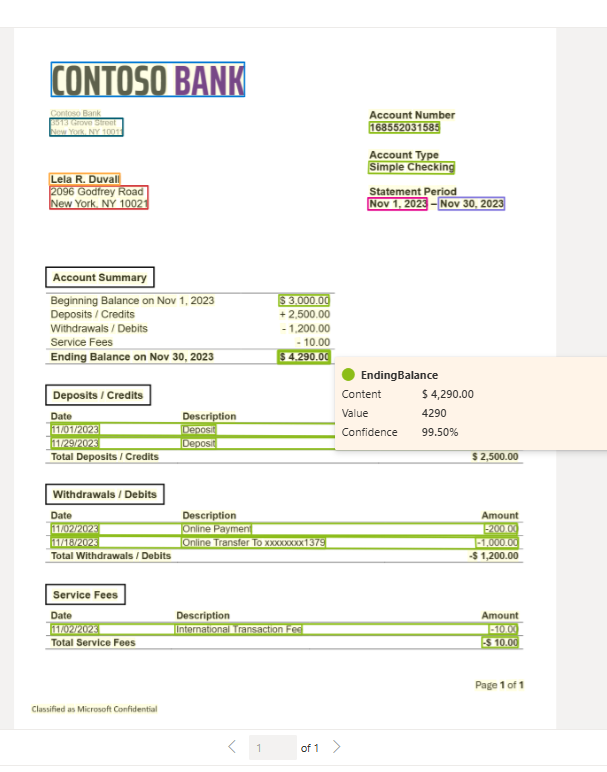 CONTOSO BANK
Contoso Bank
3513 Grove Street
New York, NY 10011
Account Number
168552031585
Account Type
Simple Checking
Lela R. Duvall
2096 Godfrey Road
New York, NY 10021
Statement Period
Nov 1, 2023 – Nov 30, 2023
Account Summary
Beginning Balance on Nov 1, 2023 $ 3,000.00
Deposits / Credits + 2,500.00
Withdrawals / Debits - 1,200.00
Service Fees - 10.00
Ending Balance on Nov 30, 2023 $ 4,290.00
EndingBalance
Content $ 4,290.00
Value 4290
Confidence 99.50%
Deposits / Credits
Date Description
11/01/2023 Deposit
11/29/2023 Deposit
Total Deposits / Credits $ 2,500.00
Withdrawals / Debits
Date Description Amount
11/02/2023 Online Payment -200.00
11/18/2023 Online Transfer To xxxxxxxx1379 -1,000.00
Total Withdrawals / Debits -$ 1,200.00
Service Fees
Date Description Amount
11/02/2023 International Transaction Fee -10.00
Total Service Fees -$ 10.00
Page 1 of 1
Classified as Microsoft Confidential
1 of 1